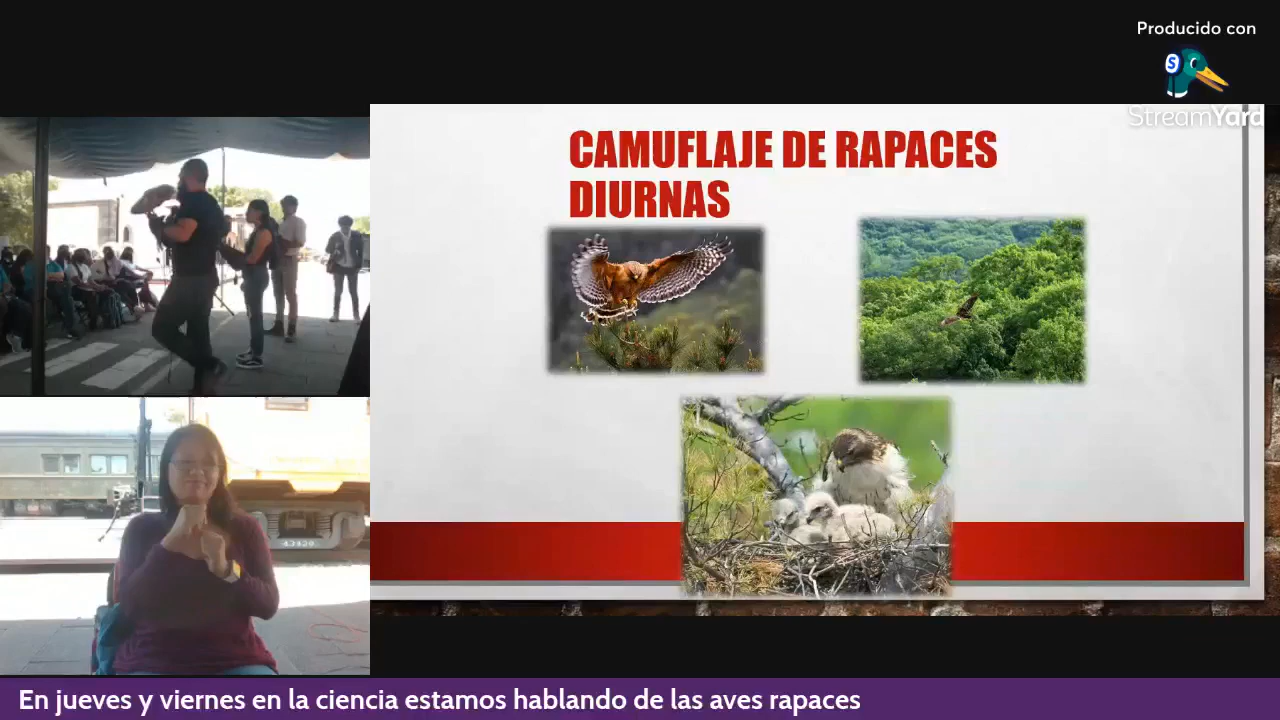 Producido con
S
StreamYard
CAMUFLAJE DE RAPACES
DIURNAS
En jueves y viernes en la ciencia estamos hablando de las aves rapaces